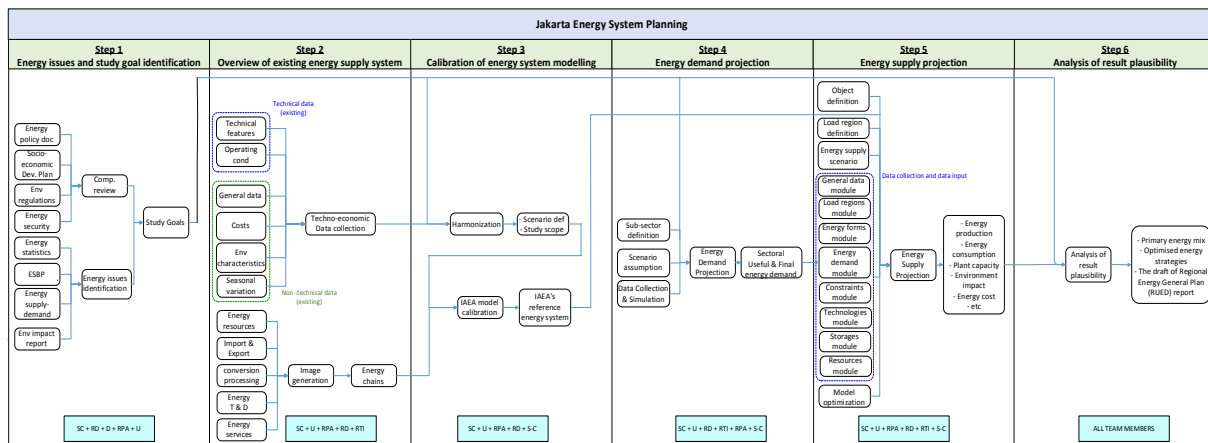 Jakarta Energy System Planning
Step 1
Energy issues and study goal identification
Energy
policy doc
Socio-
economic
Dev. Plan
Env
regulations
Energy
security
Energy
statistics
ESBP
Energy
supply-
demand
Env impact
report
Comp.
review
Energy issues
identification
Study Goals
SC + RD + D + RPA + U
Step 2
Overview of existing energy supply system
Technical data
(existing)
Technical
features
Operating
cond
General data
Costs
Env
characteristics
Seasonal
variation
Non -technical data
(existing)
Techno-economic
Data collection
Energy
resources
Import &
Export
conversion
processing
Energy
T & D
Energy
services
Image
generation
Energy
chains
SC + U + RPA + RD + RTI
Step 3
Calibration of energy system modelling
Harmonization
- Scenario def
- Study scope
IAEA model
calibration
IAEA's
reference
energy system
SC + U + RPA + RD + S-C
Step 4
Energy demand projection
Sub-sector
definition
Scenario
assumption
Data Collection
& Simulation
Energy
Demand
Projection
Sectoral
Useful & Final
energy demand
SC + U + RD + RTI + RPA + S-C
Step 5
Energy supply projection
Object
definition
Load region
definition
Energy supply
scenario
Data collection and data input
General data
module
Load regions
module
Energy forms
module
Energy
demand module
Constraints
module
Technologies
module
Storages
module
Resources
module
Model
optimization
Energy
Supply
Projection
- Energy
production
- Energy
consumption
- Plant capacity
- Environment
impact
- Energy cost
- etc
SC + U + RPA + RD + RTI + S-C
Step 6
Analysis of result plausibility
Analysis of
result
plausibility
- Primary energy mix
- Optimised energy
strategies
- The draft of Regional
Energy General Plan
(RUED) report
ALL TEAM MEMBERS